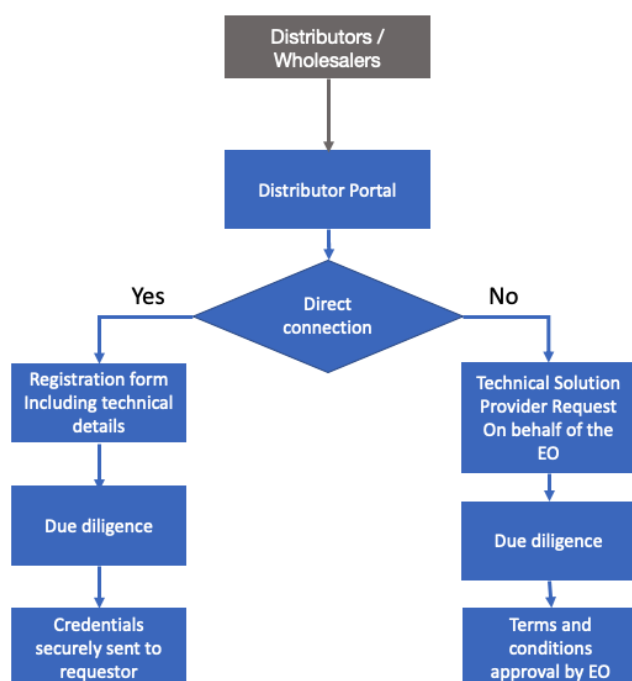 Distributors /
Wholesalers
Distributor Portal
Direct
connection
Yes
No
Registration form
Including technical
details
Technical Solution
Provider Request
On behalf of the
EO
Due diligence
Due diligence
Credentials
securely sent to
requestor
Terms and
conditions
approval by EO